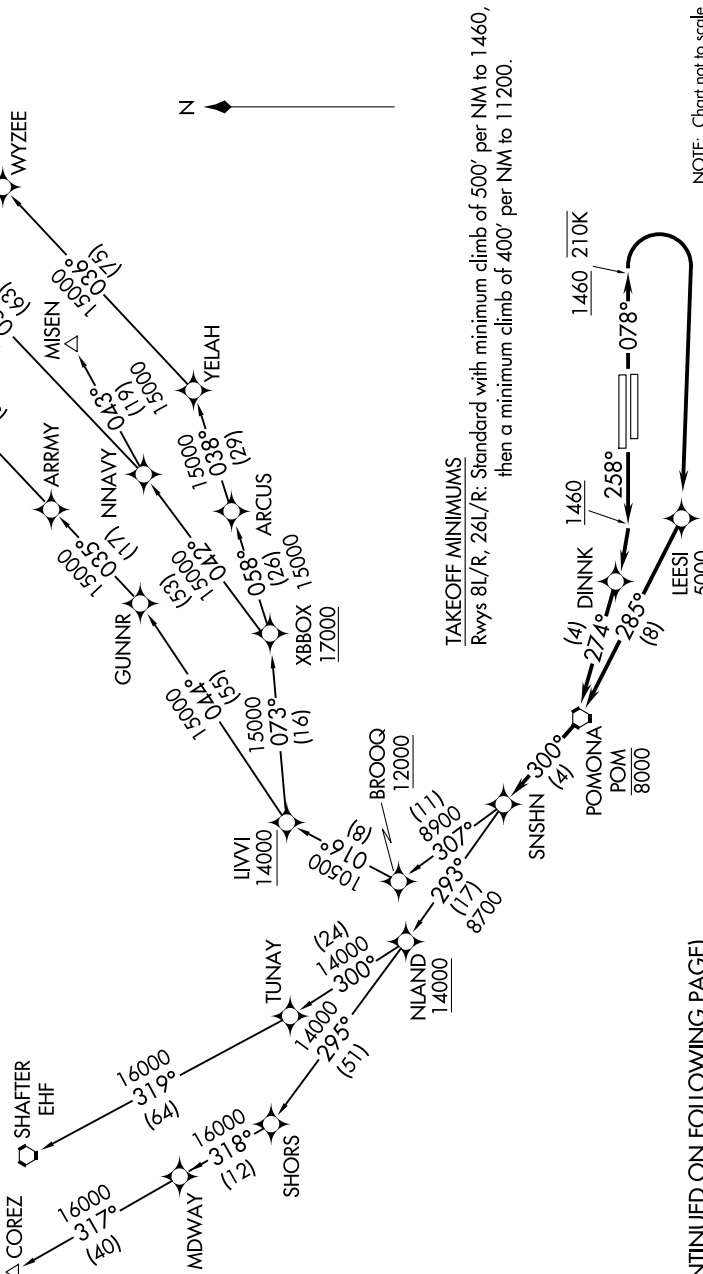 WYZEE
15000
036°
(75)
(63)
MISEN
043°
(19)
15000
YELAH
15000
038°
(29)
ARCUS
058°
(26)
15000
NNAVY
15000
042°
(53)
ARRMY
15000
035°
(17)
GUNNR
15000
044°
(55)
XBBOX
17000
15000
073°
(16)
LIVVI
14000
10500
016°
(8)
BROOQ
12000
(11)
8900
307°
SNSHN
293°
(17)
8700
NLAND
14000
(24)
14000
300°
TUNAY
14000
295°
(51)
SHAFTER
EHF
16000
319°
(64)
COREZ
16000
317°
(40)
MDWAY
16000
318°
(12)
SHORS
N
TAKEOFF MINIMUMS
Rwys 8L/R, 26L/R: Standard with minimum climb of 500' per NM to 1460,
then a minimum climb of 400' per NM to 11200.
1460 210K
078°
258°
1460
DINNK
(4)
274°
285°
(8)
LEESI
5000
POMONA
POM
8000
300°
(4)
NOTE: Chart not to scale
NTINUED ON FOLLOWING PAGE)